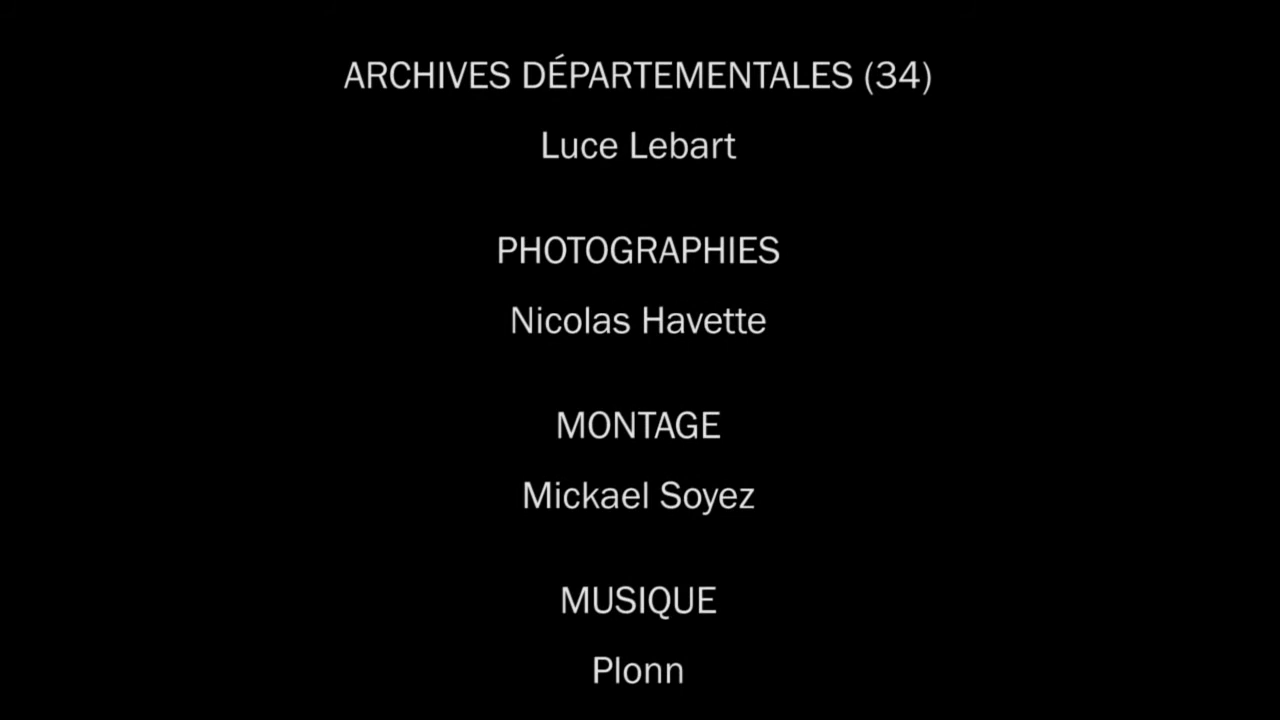 ARCHIVES DÉPARTEMENTALES (34)
Luce Lebart
PHOTOGRAPHIES
Nicolas Havette
MONTAGE
Mickael Soyez
MUSIQUE
Plonn